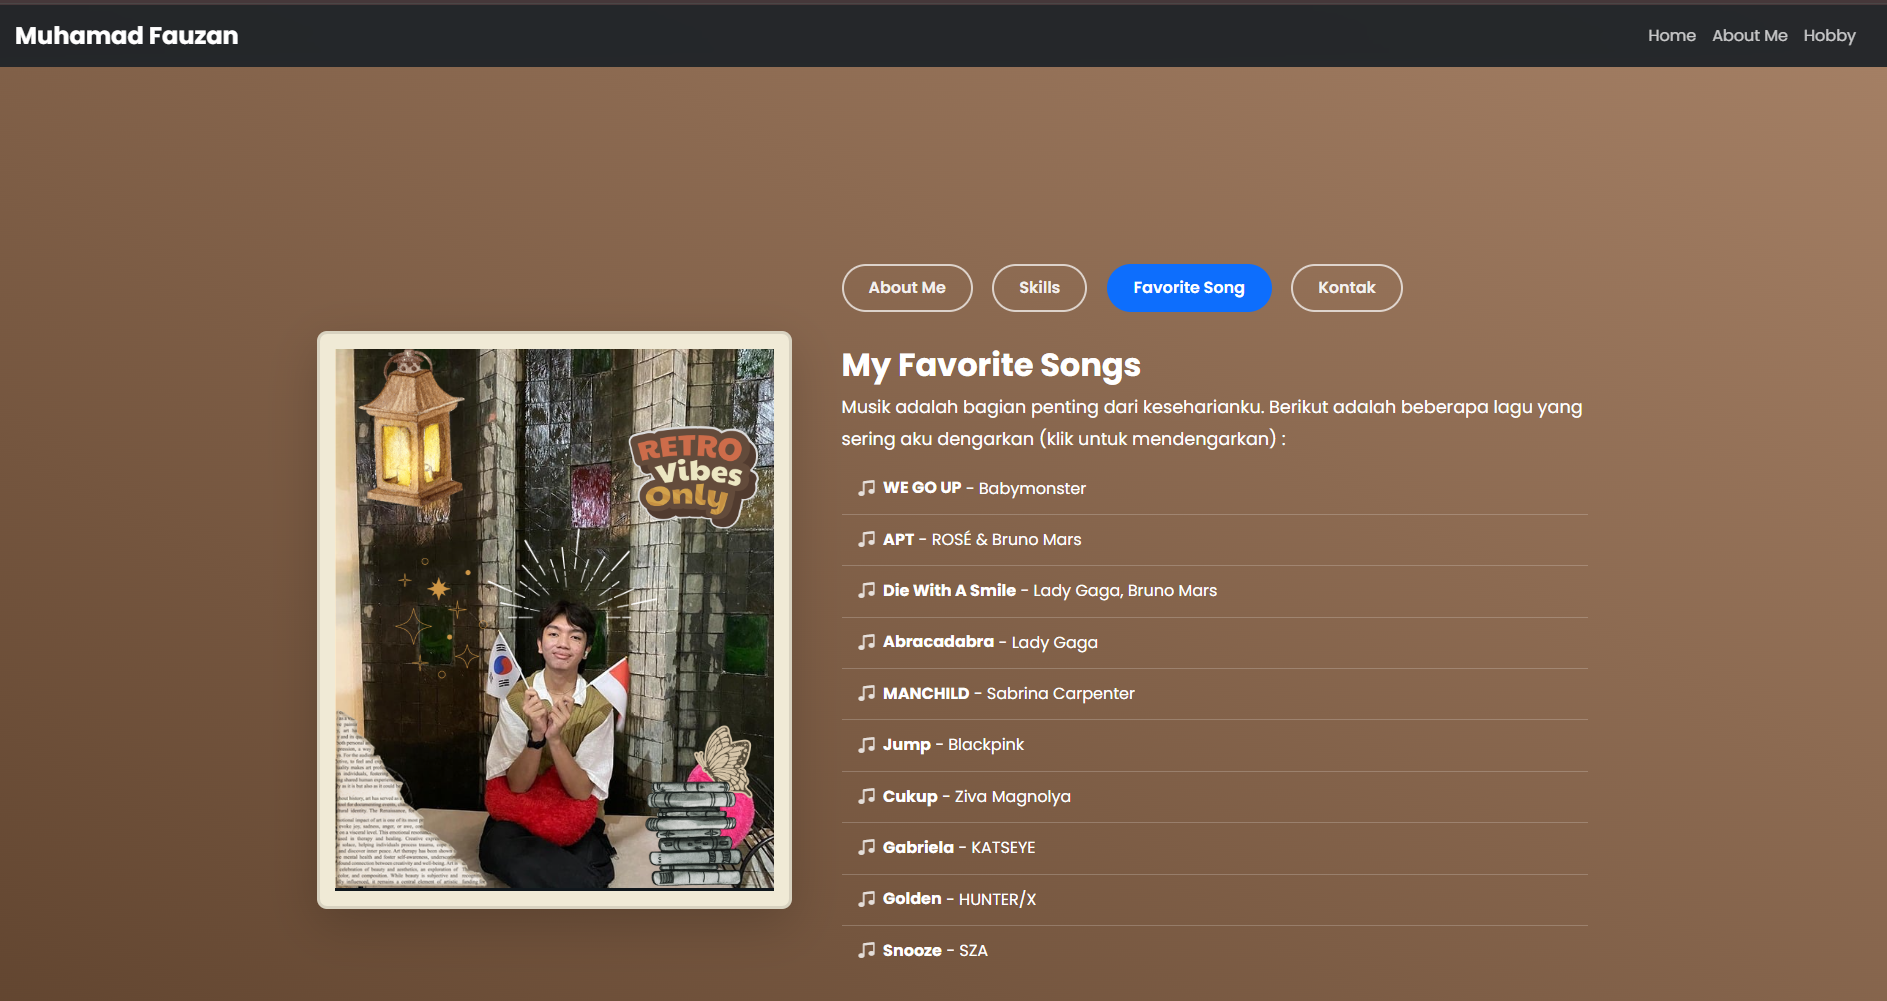 Muhamad Fauzan
Home About Me Hobby
About Me Skills Favorite Song Kontak
RETRO
Vibes
Only
My Favorite Songs
Musik adalah bagian penting dari keseharianku. Berikut adalah beberapa lagu yang
sering aku dengarkan (klik untuk mendengarkan) :
WE GO UP - Babymonster
APT - ROSÉ & Bruno Mars
Die With A Smile - Lady Gaga, Bruno Mars
Abracadabra - Lady Gaga
MANCHILD - Sabrina Carpenter
Jump - Blackpink
Cukup - Ziva Magnolya
Gabriela - KATSEYE
Golden - HUNTER/X
Snooze - SZA